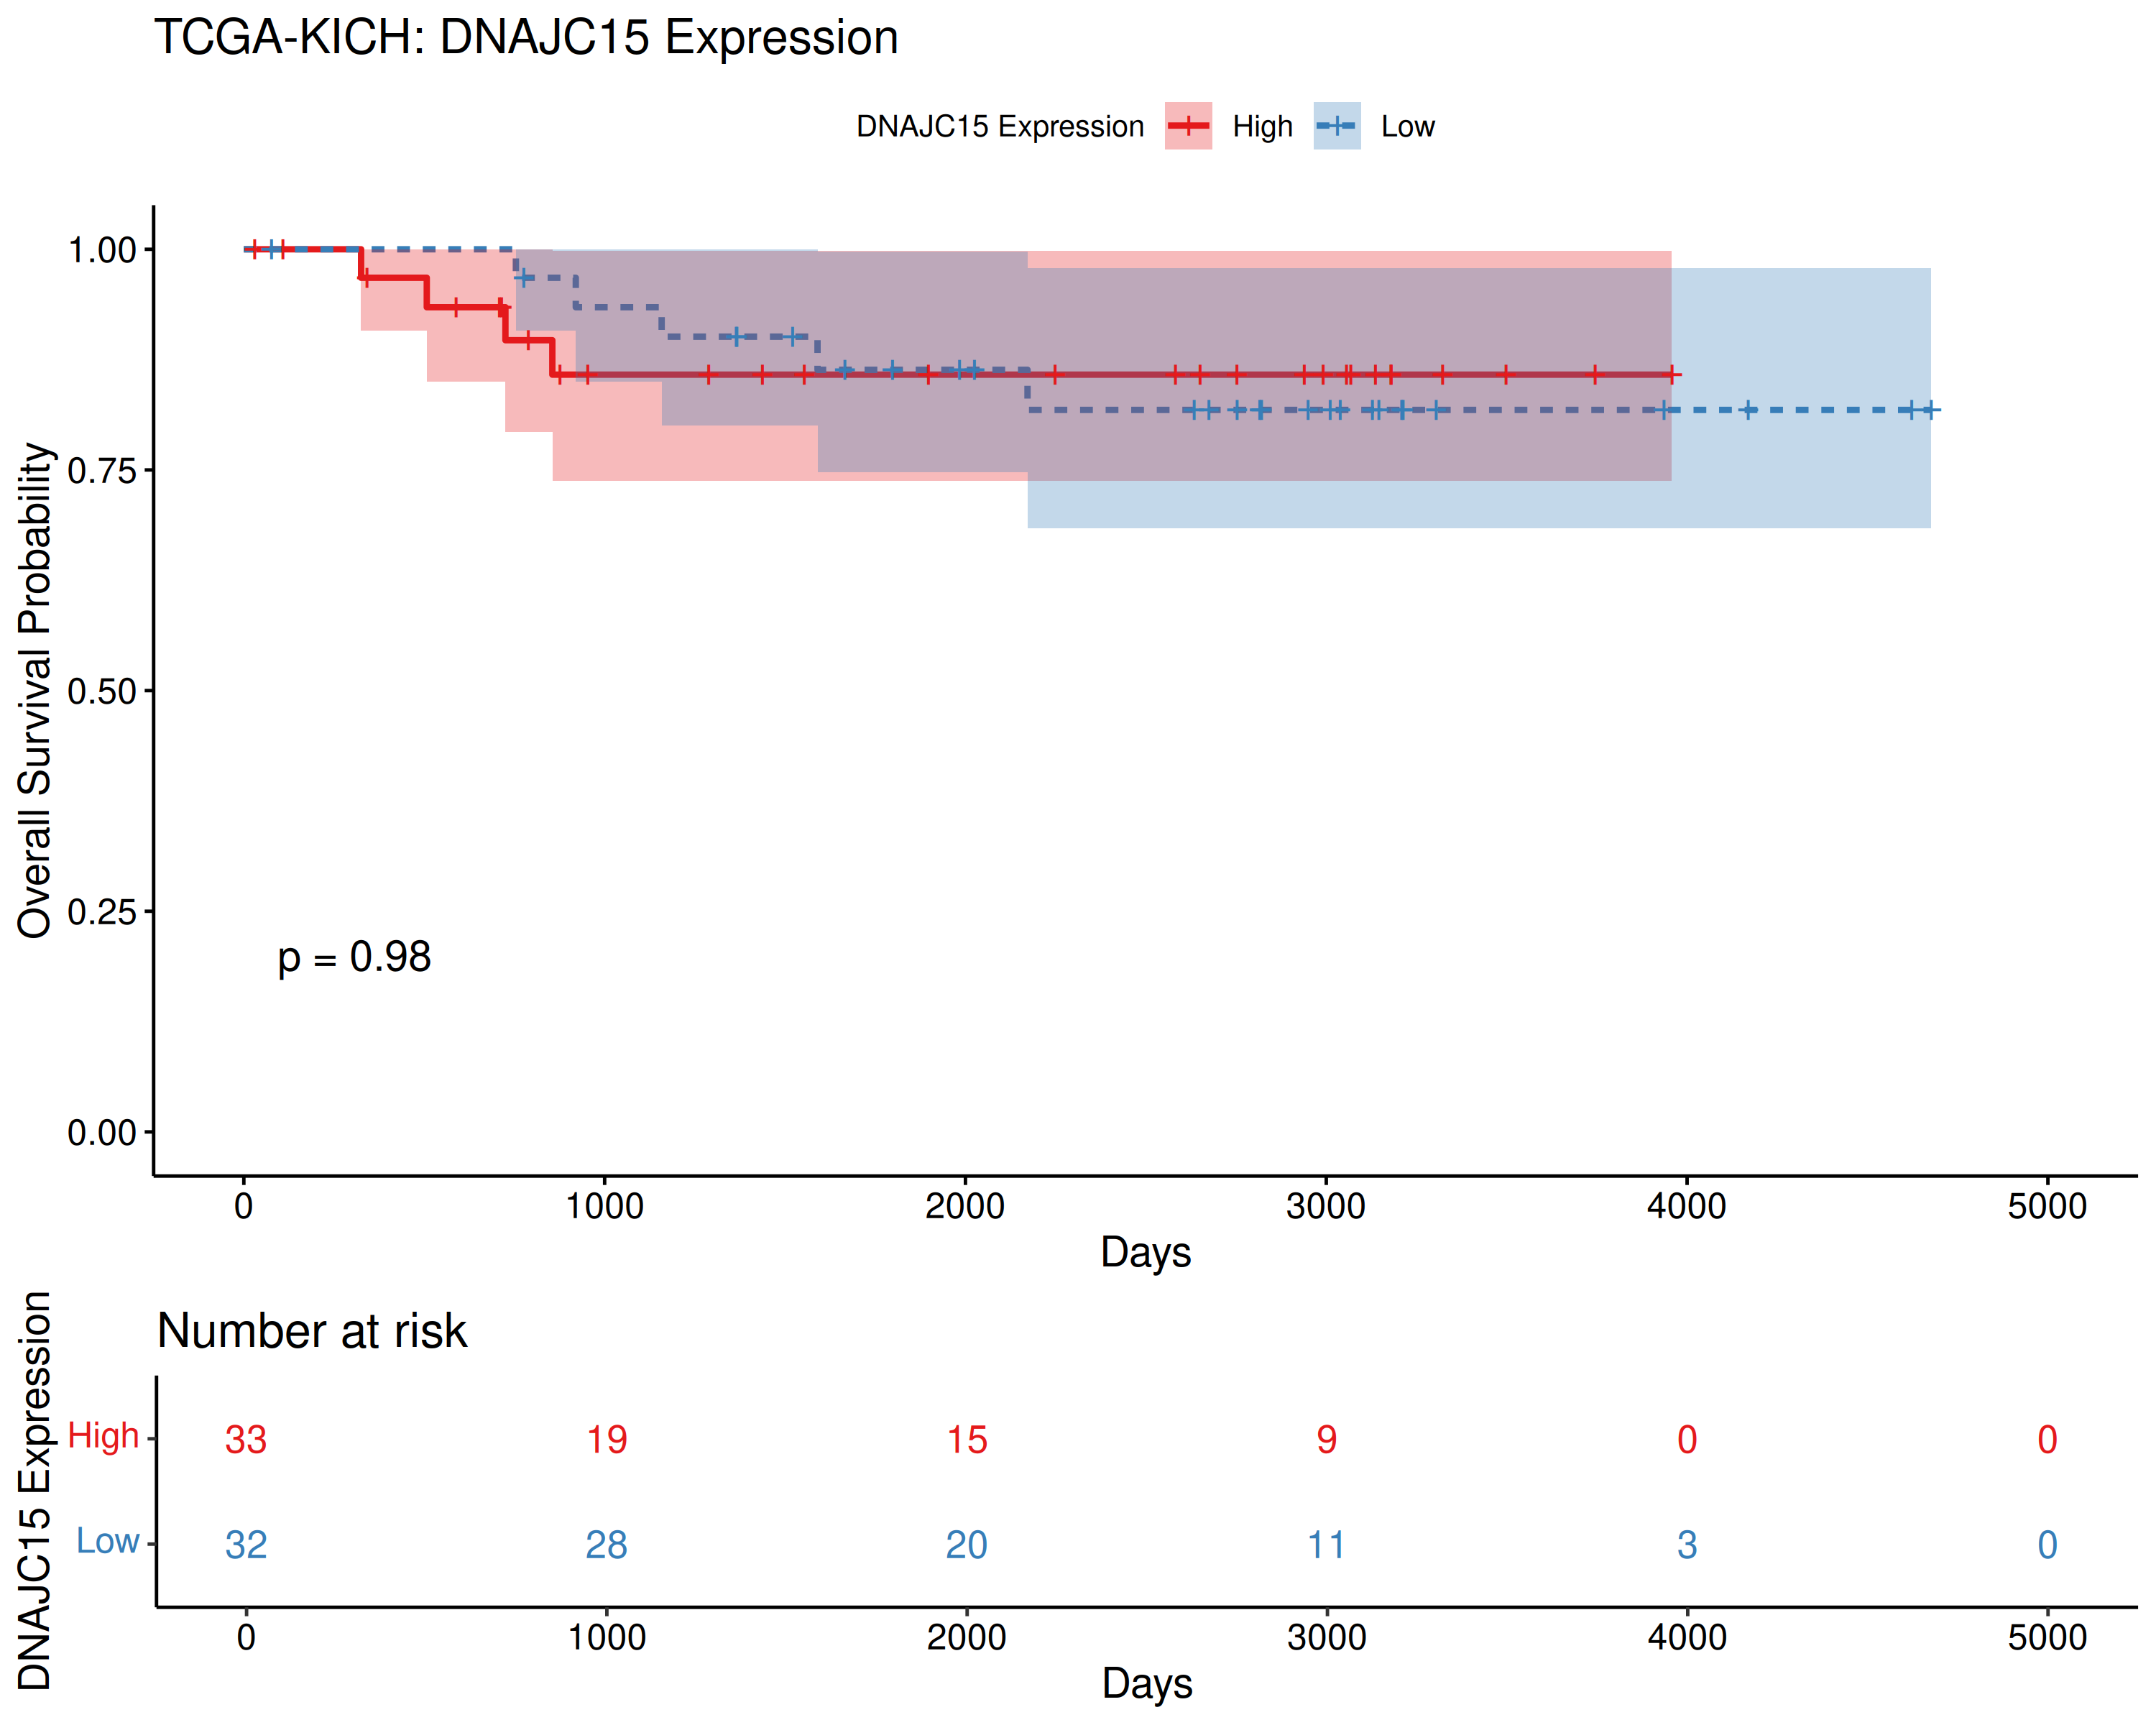 TCGA-KICH: DNAJC15 Expression
DNAJC15 Expression High Low
Overall Survival Probability
1.00
0.75
0.50
0.25
0.00
p = 0.98
0 1000 2000 3000 4000 5000
Days
Number at risk
DNAJC15 Expression
High 33 19 15 9 0 0
Low 32 28 20 11 3 0
0 1000 2000 3000 4000 5000
Days